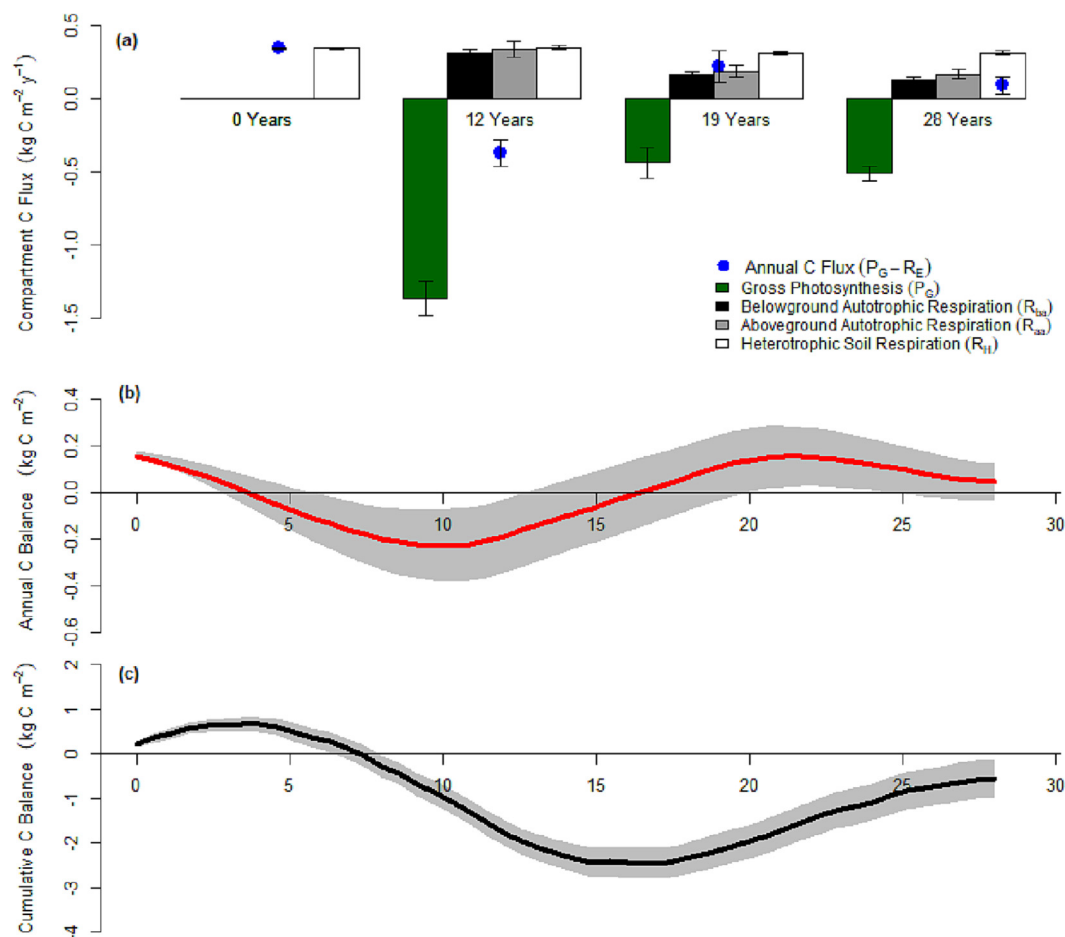 (a)
Compartment C Flux (kg C m⁻² y⁻¹)
0.5
0.0
-0.5
-1.0
-1.5
0 Years
12 Years
19 Years
28 Years
Annual C Flux (P_G − R_E)
Gross Photosynthesis (P_G)
Belowground Autotrophic Respiration (R_ba)
Aboveground Autotrophic Respiration (R_aa)
Heterotrophic Soil Respiration (R_H)
(b)
Annual C Balance (kg C m⁻²)
0.4
0.2
0.0
-0.2
-0.4
-0.6
0 5 10 15 20 25 30
(c)
Cumulative C Balance (kg C m⁻²)
2
1
0
-1
-2
-3
-4
0 5 10 15 20 25 30